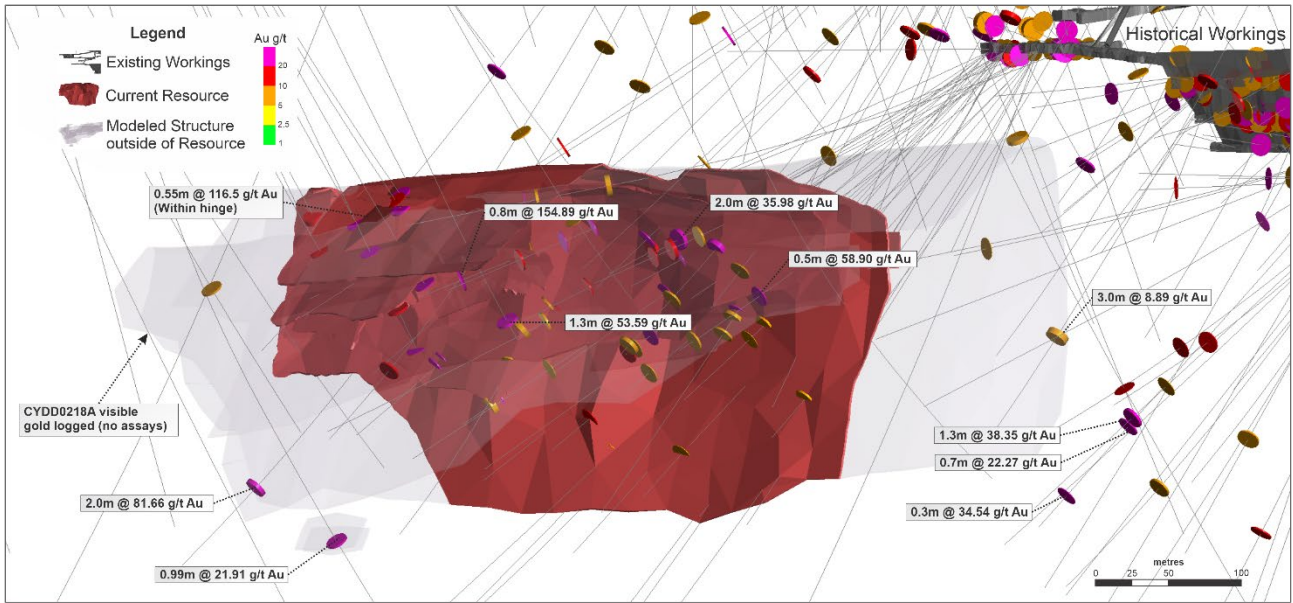 Legend
Existing Workings
Current Resource
Modeled Structure
outside of Resource
Au g/t
20
10
5
2.5
1
Historical Workings
0.55m @ 116.5 g/t Au
(Within hinge)
0.8m @ 154.89 g/t Au
2.0m @ 35.98 g/t Au
0.5m @ 58.90 g/t Au
1.3m @ 53.59 g/t Au
3.0m @ 8.89 g/t Au
CYDD0218A visible
gold logged (no assays)
1.3m @ 38.35 g/t Au
0.7m @ 22.27 g/t Au
2.0m @ 81.66 g/t Au
0.3m @ 34.54 g/t Au
0.99m @ 21.91 g/t Au
metres
0 25 50 100